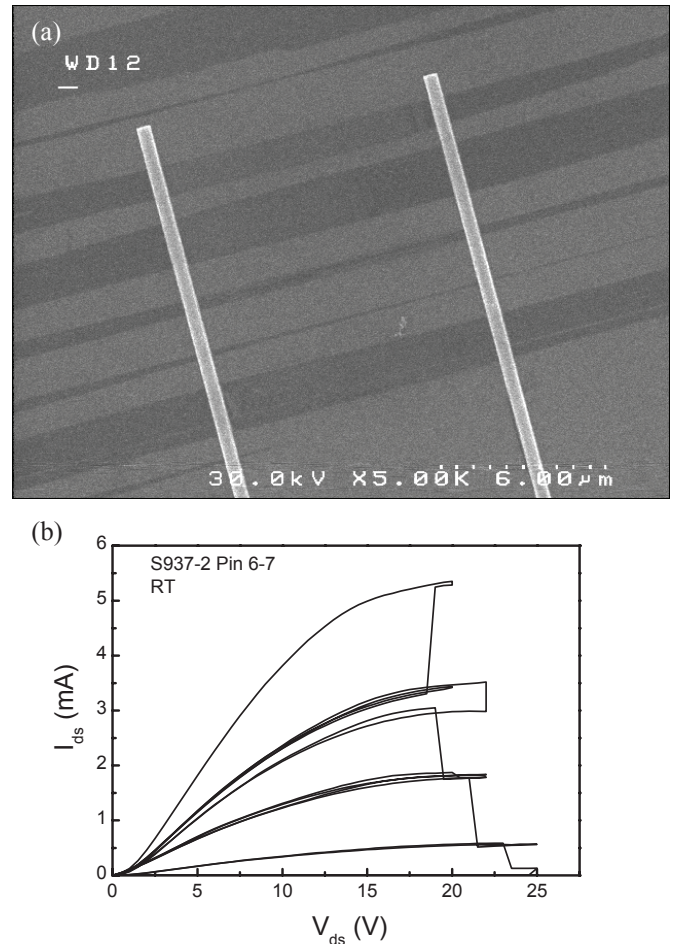 (a)
WD12
30.0kV X5.00K 6.00µm
(b)
S937-2 Pin 6-7
RT
6
5
4
3
2
1
0
I_ds (mA)
0 5 10 15 20 25
V_ds (V)